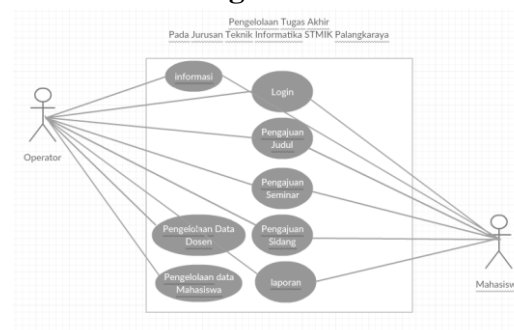 Pengelolaan Tugas Akhir
Pada Jurusan Teknik Informatika STMIK Palangkaraya
informasi
Login
Pengajuan
Judul
Operator
Pengajuan
Seminar
Pengelolaan Data
Dosen
Pengajuan
Sidang
Pengelolaan data
Mahasiswa
laporan
Mahasisw